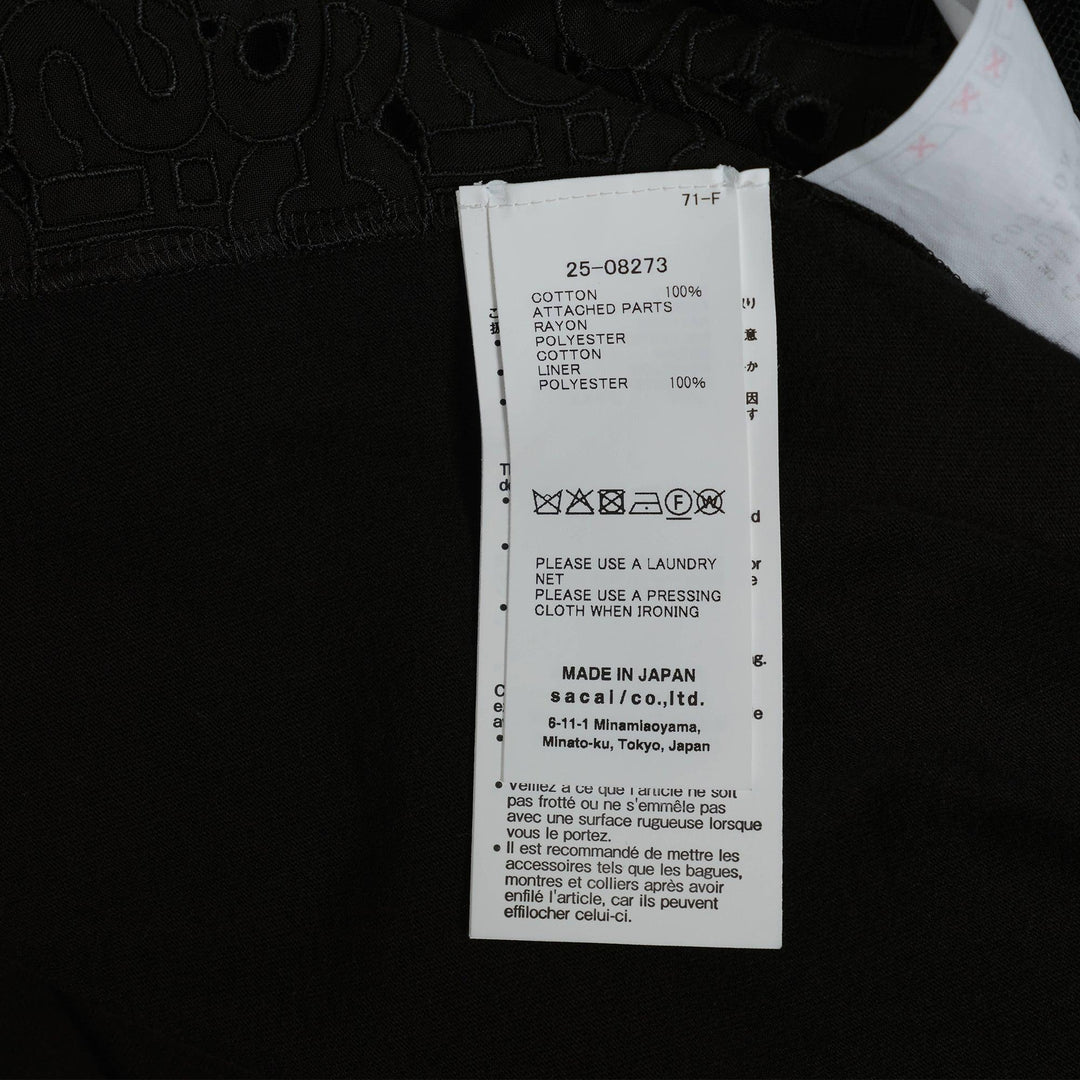 71-F
25-08273
COTTON 100%
ATTACHED PARTS
RAYON
POLYESTER
COTTON
LINER
POLYESTER 100%
PLEASE USE A LAUNDRY
NET
PLEASE USE A PRESSING
CLOTH WHEN IRONING
MADE IN JAPAN
sacai/co.,ltd.
6-11-1 Minamiaoyama,
Minato-ku, Tokyo, Japan
• Veillez à ce que l'article ne soit
pas frotté ou ne s'emmêle pas
avec une surface rugueuse lorsque
vous le portez.
• Il est recommandé de mettre les
accessoires tels que les bagues,
montres et colliers après avoir
enfilé l'article, car ils peuvent
effilocher celui-ci.